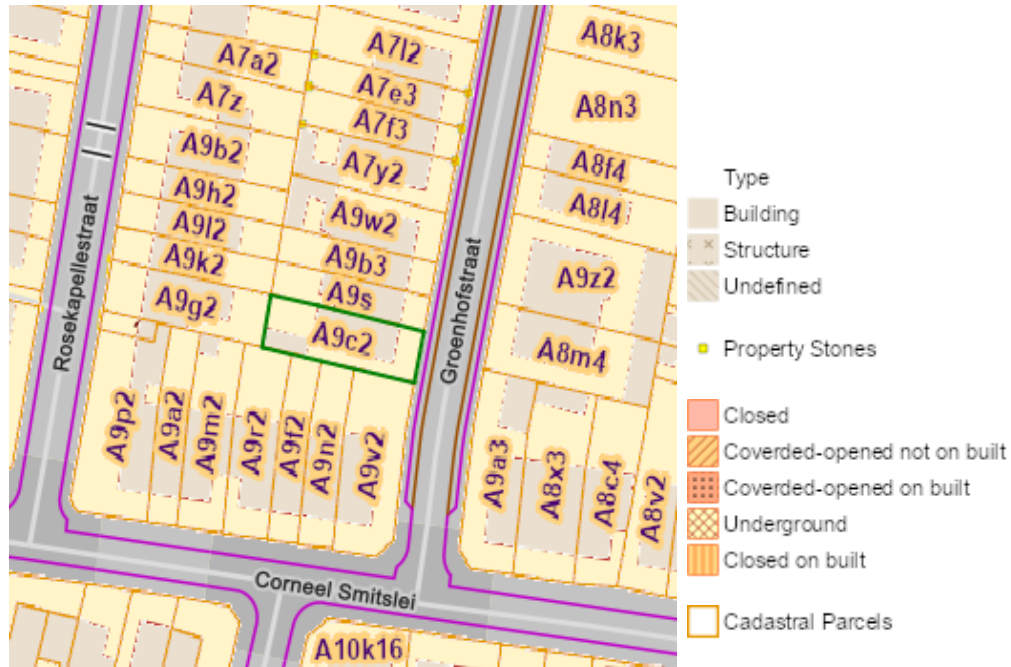 A7l2
A8k3
A7a2
A7e3
A7z
A8n3
A7f3
A9b2
A7y2
A8f4
A9h2
A8l4
A9l2
A9w2
A9k2
A9b3
A9z2
A9g2
A9s
A9c2
A8m4
Rosekapellestraat
Groenhofstraat
A9p2
A9a2
A9m2
A9r2
A9f2
A9n2
A9v2
A9a3
A8x3
A8c4
A8v2
Corneel Smitslei
A10k16
Type
Building
Structure
Undefined
Property Stones
Closed
Coverded-opened not on built
Coverded-opened on built
Underground
Closed on built
Cadastral Parcels